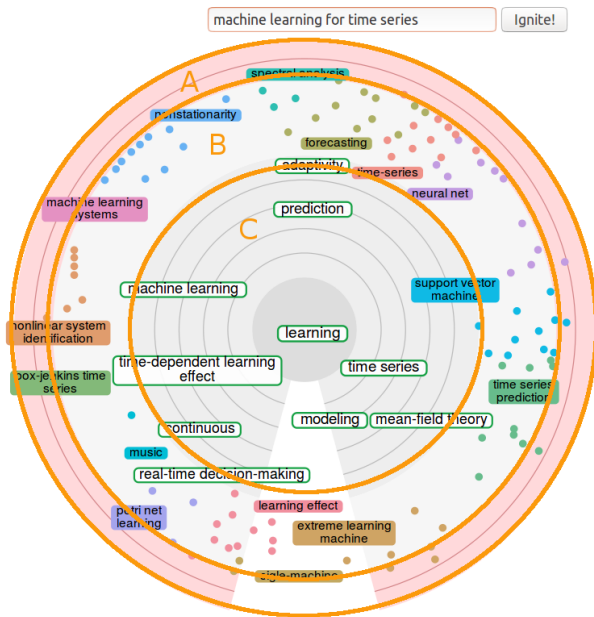 machine learning for time series
Ignite!
A
spectral analysis
nonstationarity
B
forecasting
adaptivity
time-series
neural net
machine learning
systems
prediction
C
machine learning
support vector
machine
nonlinear system
identification
learning
box-jenkins time
series
time-dependent learning
effect
time series
time series
prediction
continuous
modeling
mean-field theory
music
real-time decision-making
petri net
learning
learning effect
extreme learning
machine
sigle-machine